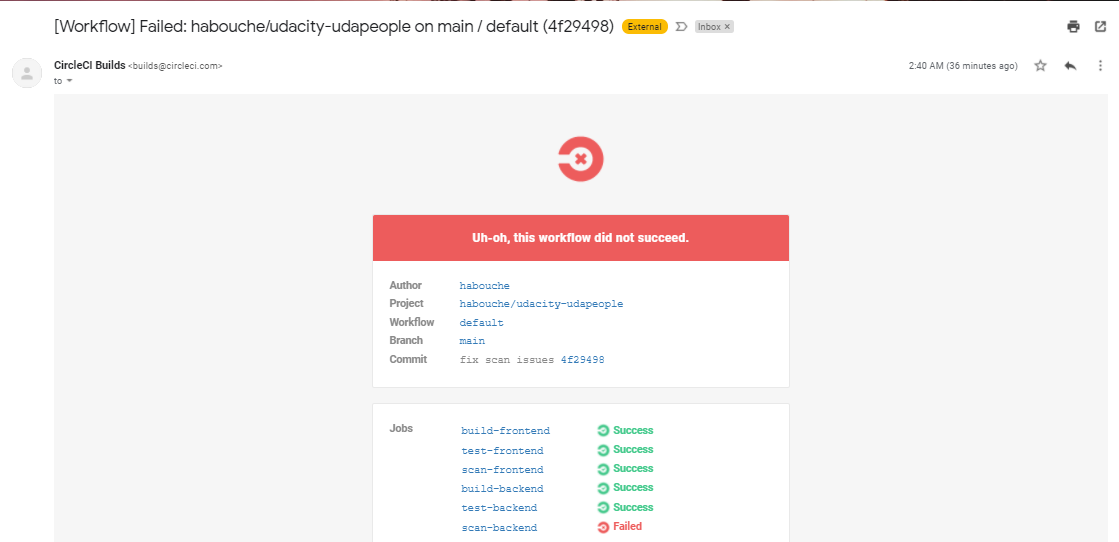 [Workflow] Failed: habouche/udacity-udapeople on main / default (4f29498) External Inbox ×
CircleCI Builds <builds@circleci.com> 2:40 AM (36 minutes ago)
to
Uh-oh, this workflow did not succeed.
Author habouche
Project habouche/udacity-udapeople
Workflow default
Branch main
Commit fix scan issues 4f29498
Jobs build-frontend Success
test-frontend Success
scan-frontend Success
build-backend Success
test-backend Success
scan-backend Failed